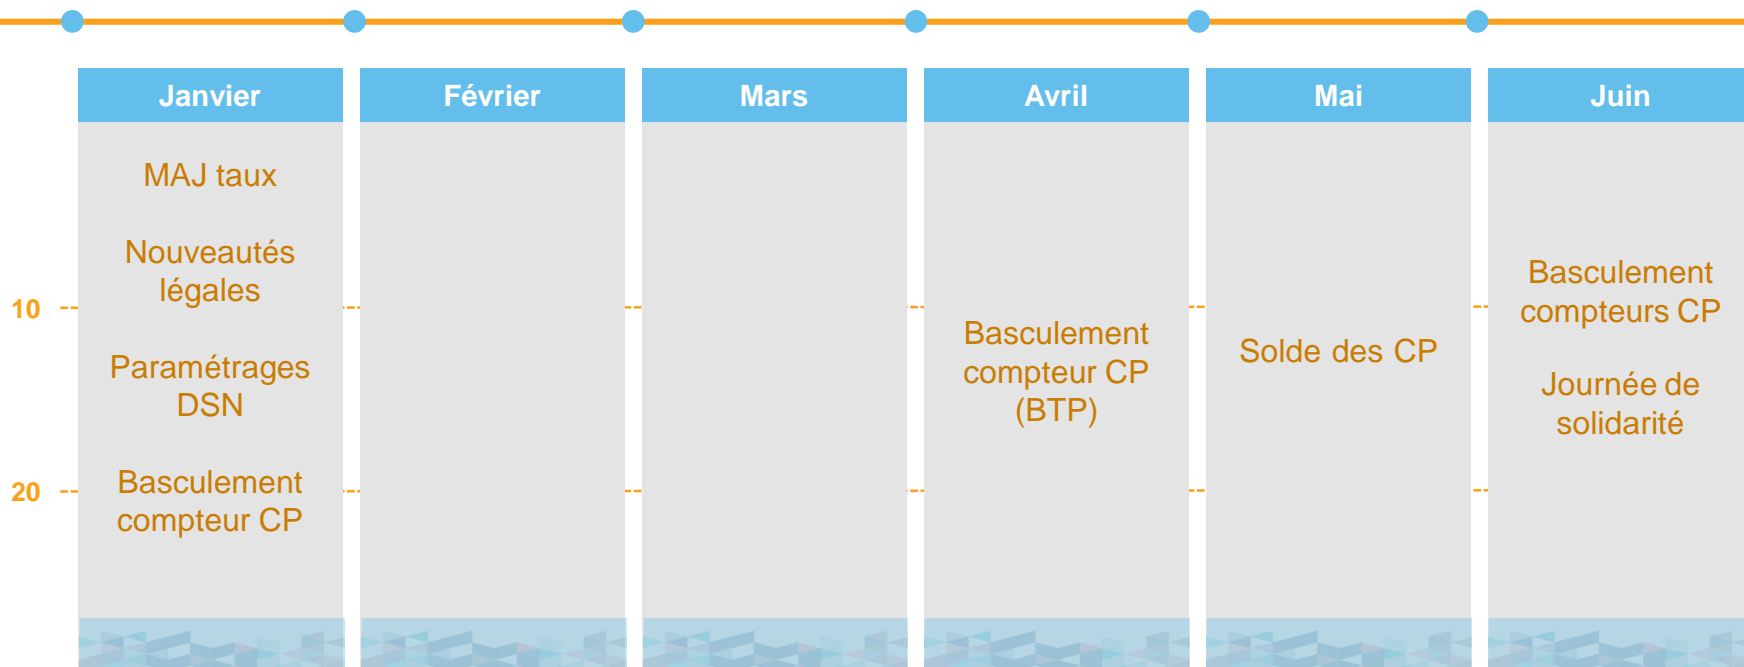 Janvier
Février
Mars
Avril
Mai
Juin
10
20
MAJ taux
Nouveautés
légales
Paramétrages
DSN
Basculement
compteur CP
Basculement
compteur CP
(BTP)
Solde des CP
Basculement
compteurs CP
Journée de
solidarité